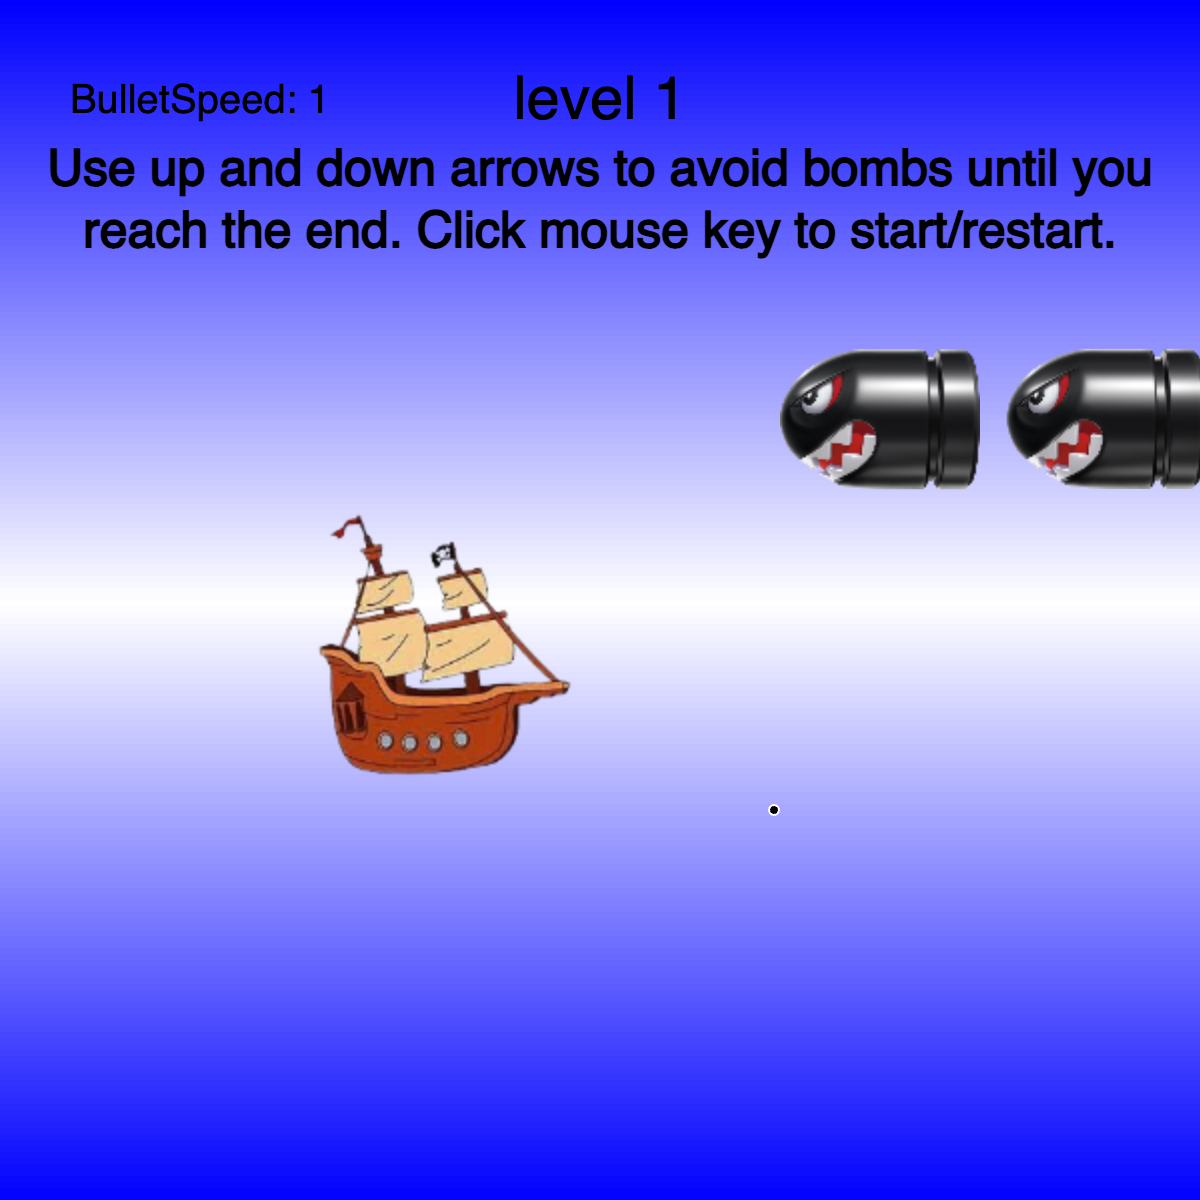 BulletSpeed: 1
level 1
Use up and down arrows to avoid bombs until you
reach the end. Click mouse key to start/restart.